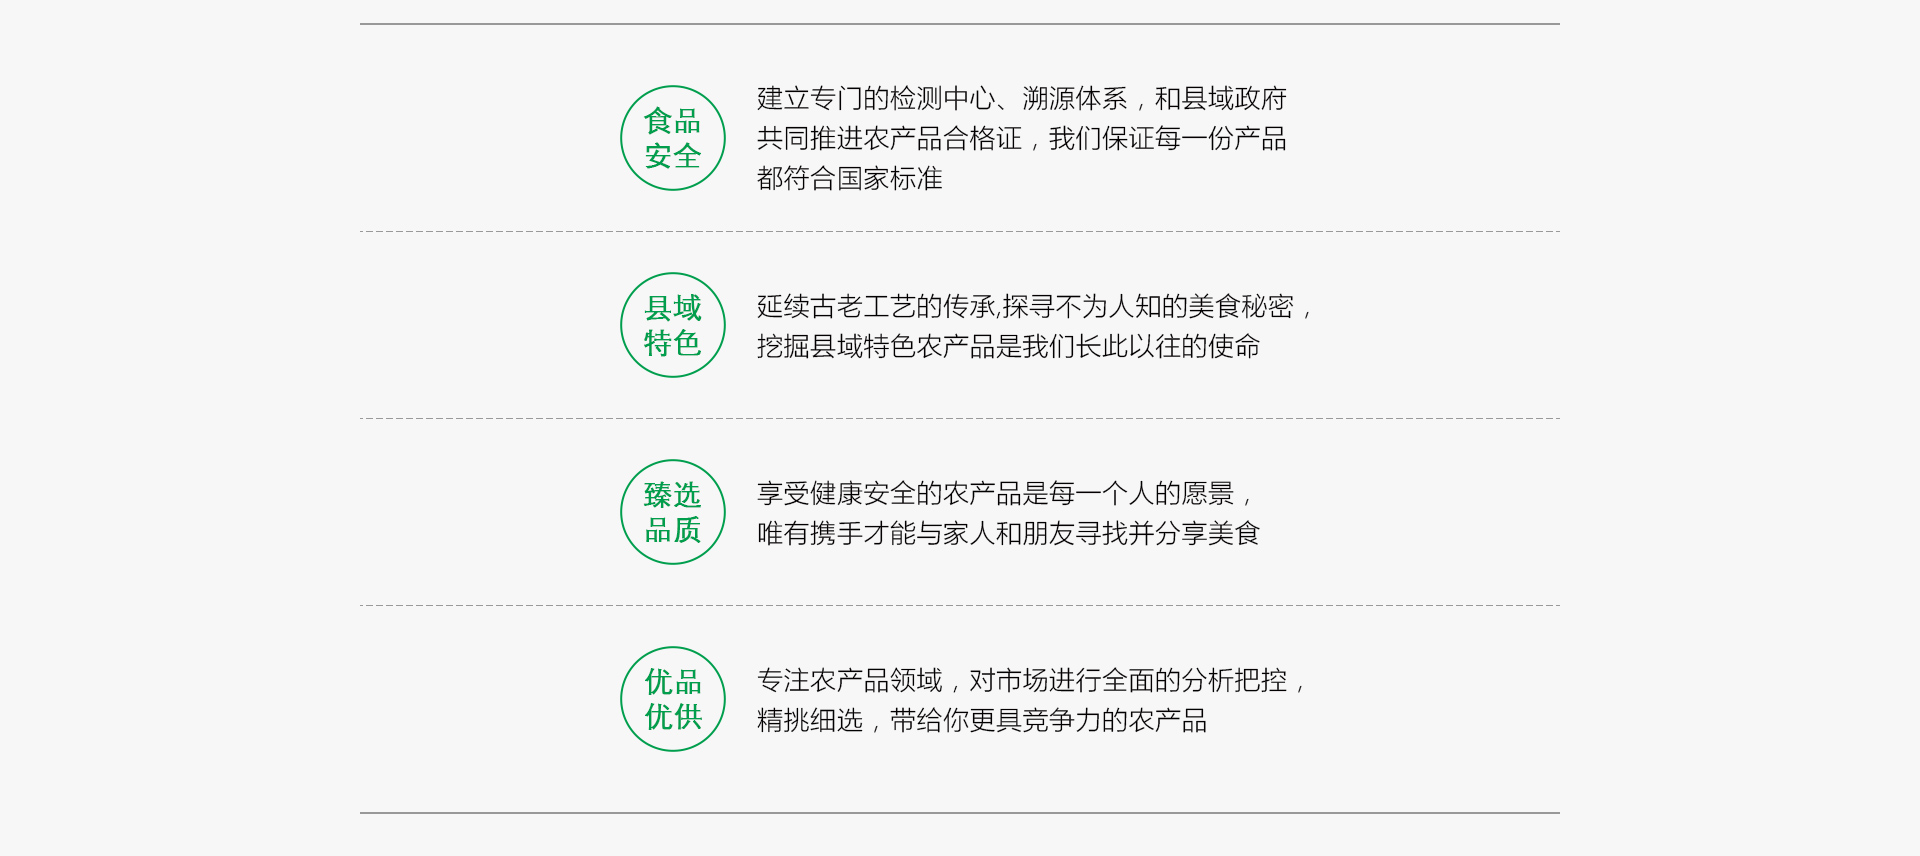 食品
安全
建立专门的检测中心、溯源体系，和县域政府
共同推进农产品合格证，我们保证每一份产品
都符合国家标准
县域
特色
延续古老工艺的传承,探寻不为人知的美食秘密，
挖掘县域特色农产品是我们长此以往的使命
臻选
品质
享受健康安全的农产品是每一个人的愿景，
唯有携手才能与家人和朋友寻找并分享美食
优品
优供
专注农产品领域，对市场进行全面的分析把控，
精挑细选，带给你更具竞争力的农产品